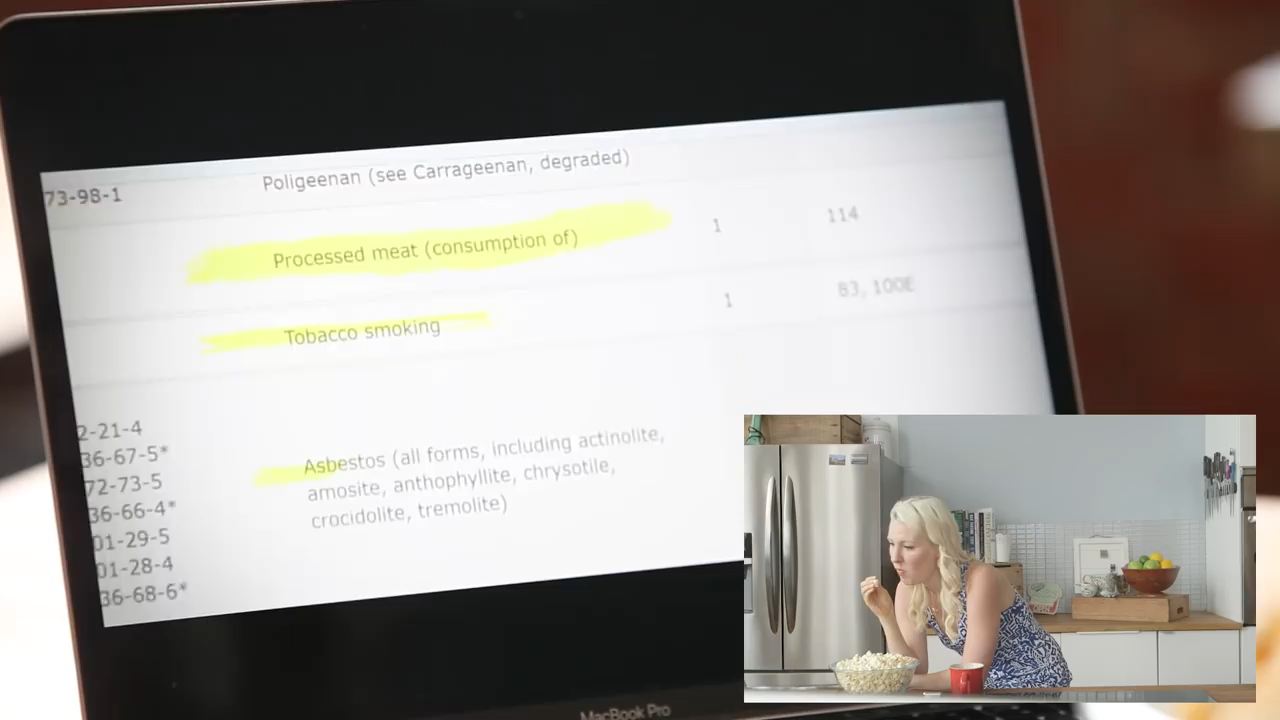 73-98-1 Poligeenan (see Carrageenan, degraded)
Processed meat (consumption of) 1 114
Tobacco smoking 1 83, 100E
2-21-4
36-67-5*
72-73-5
36-66-4*
01-29-5
01-28-4
36-68-6*
Asbestos (all forms, including actinolite,
amosite, anthophyllite, chrysotile,
crocidolite, tremolite)
MacBook Pro